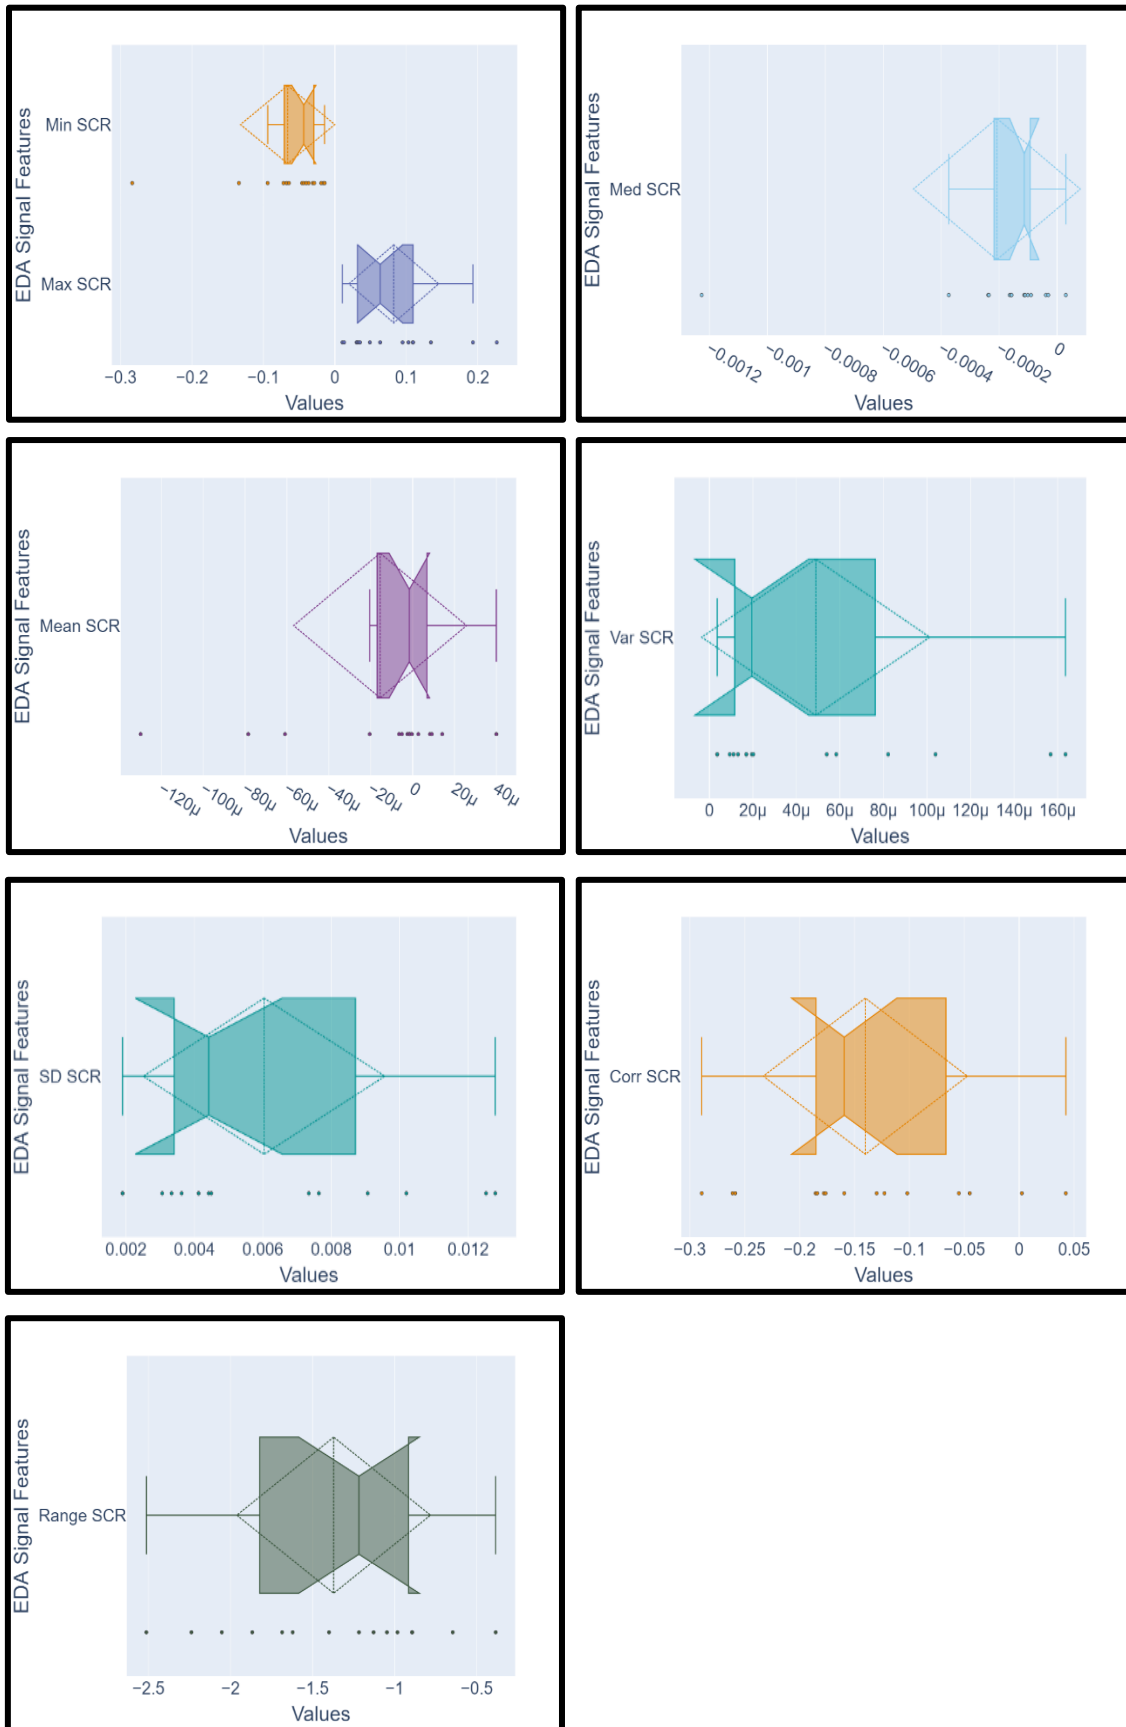 EDA Signal Features
Min SCR
Max SCR
−0.3 −0.2 −0.1 0 0.1 0.2
Values
EDA Signal Features
Med SCR
−0.0012 −0.001 −0.0008 −0.0006 −0.0004 −0.0002 0
Values
EDA Signal Features
Mean SCR
−120μ −100μ −80μ −60μ −40μ −20μ 0 20μ 40μ
Values
EDA Signal Features
Var SCR
0 20μ 40μ 60μ 80μ 100μ 120μ 140μ 160μ
Values
EDA Signal Features
SD SCR
0.002 0.004 0.006 0.008 0.01 0.012
Values
EDA Signal Features
Corr SCR
−0.3 −0.25 −0.2 −0.15 −0.1 −0.05 0 0.05
Values
EDA Signal Features
Range SCR
−2.5 −2 −1.5 −1 −0.5
Values